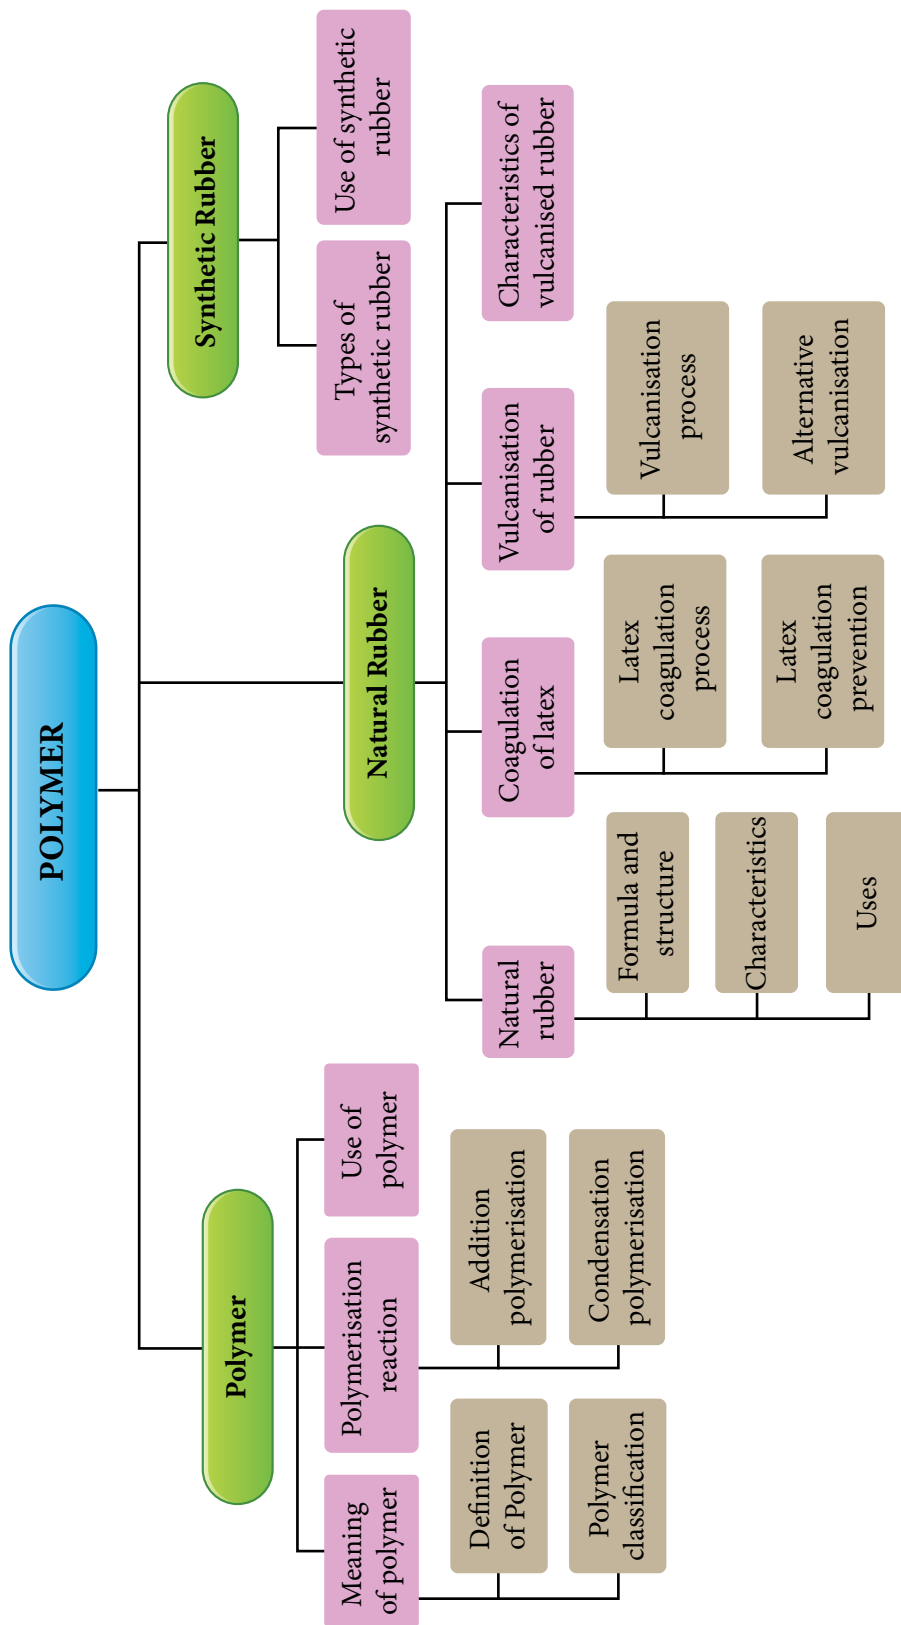 POLYMER
Polymer
Natural Rubber
Synthetic Rubber
Meaning
of polymer
Polymerisation
reaction
Use of
polymer
Definition
of Polymer
Polymer
classification
Addition
polymerisation
Condensation
polymerisation
Natural
rubber
Coagulation
of latex
Vulcanisation
of rubber
Characteristics of
vulcanised rubber
Formula and
structure
Characteristics
Uses
Latex
coagulation
process
Latex
coagulation
prevention
Vulcanisation
process
Alternative
vulcanisation
Types of
synthetic rubber
Use of synthetic
rubber